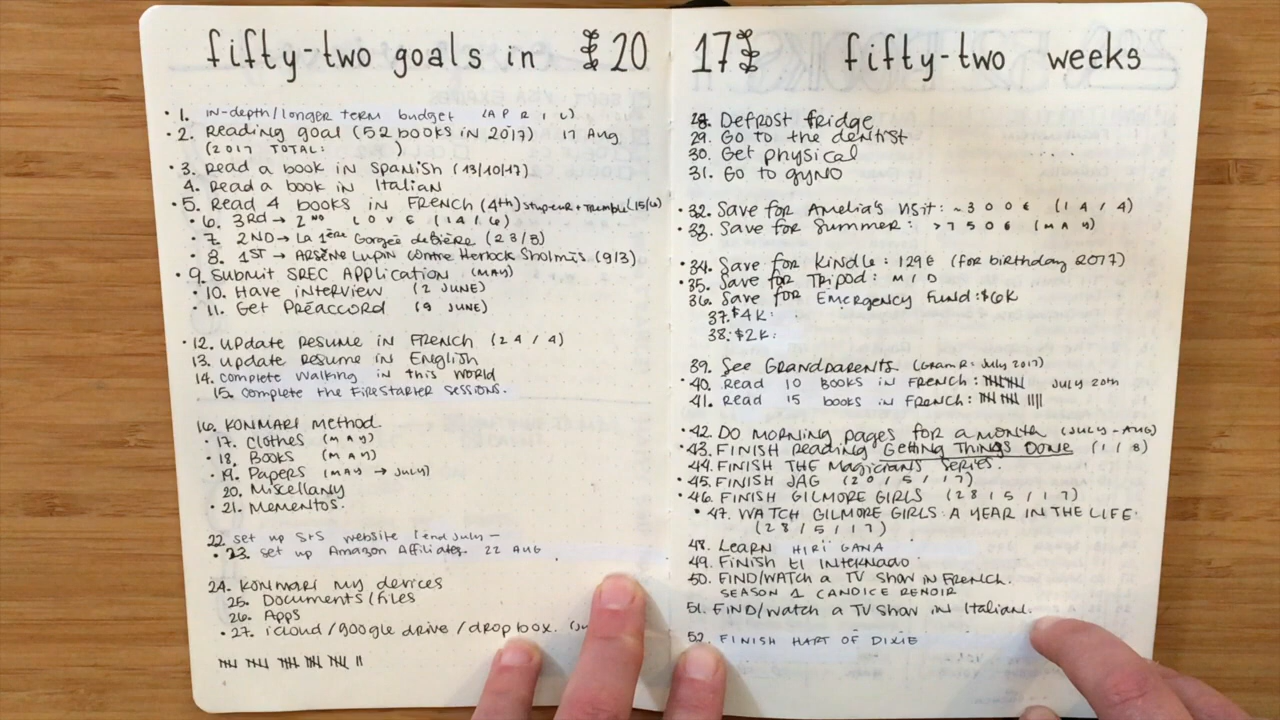 fifty-two goals in 20
• 1. in-depth/longer term budget (APRIL)
• 2. Reading goal (52 books in 2017) 17 Aug
(2017 TOTAL: )
• 3. Read a book in Spanish (13/10/17)
4. Read a book in Italian
• 5. Read 4 books in FRENCH (4th) Stupeur + Tremble (15/6)
• 6. 3RD → 2ND LOVE (14/6)
• 7. 2ND → La 1ère Gorgée de Bière (23/5)
• 8. 1ST → ARSÈNE LUPIN contre Herlock Sholmis (9/3)
• 9. Submit SREC APPLICATION (MAY)
• 10. Have interview (2 JUNE)
• 11. Get PRÉACCORD (9 JUNE)
• 12. update resume in FRENCH (24/4)
13. update resume in English
14. complete walking in this world
15. complete the FIRESTARTER SESSIONS.
16. KONMARI METHOD.
• 17. Clothes (MAY)
• 18. Books (MAY)
• 19. Papers (MAY → JULY)
20. Miscellany
• 21. Mementos.
22. set up S+S website (end July –
• 23. set up Amazon Affiliates. 22 AUG
24. KONMARI my devices
25. Documents/files
26. Apps
• 27. icloud/google drive/dropbox.
17 fifty-two weeks
28. Defrost fridge
29. Go to the dentist
30. Get physical
31. Go to gyno
• 32. Save for Amelia's visit: ~300€ (14/4)
• 33. Save for Summer: >750€ (MAY)
• 34. Save for Kindle: 129€ (for birthday 2017)
• 35. Save for Tripod: MID
36. Save for Emergency Fund: $6K
37. $4K:
38. $2K:
39. See Grandparents (Gram R: July 2017)
• 40. Read 10 BOOKS in FRENCH: July 20th
41. Read 15 books in FRENCH:
• 42. DO MORNING pages for a month (JULY-AUG)
• 43. FINISH Reading Getting Things Done (1/8)
44. FINISH THE Magicians Series.
• 45. FINISH JAG (20/5/17)
• 46. FINISH GILMORE GIRLS (28/5/17)
• 47. WATCH GILMORE GIRLS: A YEAR IN THE LIFE.
(28/5/17)
48. Learn HIRIGANA
49. Finish El INTERNADO
50. FIND/WATCH a TV Show in FRENCH.
SEASON 1 CANDICE RENOIR
51. FIND/watch a TV Show in Italian.
52. FINISH HART OF DIXIE